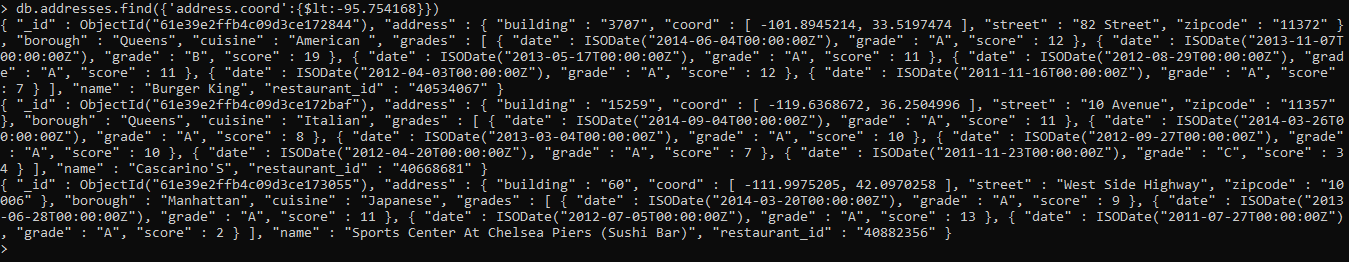 > db.addresses.find({'address.coord':{$lt:-95.754168}})
{ "_id" : ObjectId("61e39e2ffb4c09d3ce172844"), "address" : { "building" : "3707", "coord" : [ -101.8945214, 33.5197474 ], "street" : "82 Street", "zipcode" : "11372" }
, "borough" : "Queens", "cuisine" : "American ", "grades" : [ { "date" : ISODate("2014-06-04T00:00:00Z"), "grade" : "A", "score" : 12 }, { "date" : ISODate("2013-11-07T
00:00:00Z"), "grade" : "B", "score" : 19 }, { "date" : ISODate("2013-05-17T00:00:00Z"), "grade" : "A", "score" : 11 }, { "date" : ISODate("2012-08-29T00:00:00Z"), "grad
e" : "A", "score" : 11 }, { "date" : ISODate("2012-04-03T00:00:00Z"), "grade" : "A", "score" : 12 }, { "date" : ISODate("2011-11-16T00:00:00Z"), "grade" : "A", "score"
: 7 } ], "name" : "Burger King", "restaurant_id" : "40534067" }
{ "_id" : ObjectId("61e39e2ffb4c09d3ce172baf"), "address" : { "building" : "15259", "coord" : [ -119.6368672, 36.2504996 ], "street" : "10 Avenue", "zipcode" : "11357"
}, "borough" : "Queens", "cuisine" : "Italian", "grades" : [ { "date" : ISODate("2014-09-04T00:00:00Z"), "grade" : "A", "score" : 11 }, { "date" : ISODate("2014-03-26T0
0:00:00Z"), "grade" : "A", "score" : 8 }, { "date" : ISODate("2013-03-04T00:00:00Z"), "grade" : "A", "score" : 10 }, { "date" : ISODate("2012-09-27T00:00:00Z"), "grade"
: "A", "score" : 10 }, { "date" : ISODate("2012-04-20T00:00:00Z"), "grade" : "A", "score" : 7 }, { "date" : ISODate("2011-11-23T00:00:00Z"), "grade" : "C", "score" : 3
4 } ], "name" : "Cascarino'S", "restaurant_id" : "40668681" }
{ "_id" : ObjectId("61e39e2ffb4c09d3ce173055"), "address" : { "building" : "60", "coord" : [ -111.9975205, 42.0970258 ], "street" : "West Side Highway", "zipcode" : "10
006" }, "borough" : "Manhattan", "cuisine" : "Japanese", "grades" : [ { "date" : ISODate("2014-03-20T00:00:00Z"), "grade" : "A", "score" : 9 }, { "date" : ISODate("2013
-06-28T00:00:00Z"), "grade" : "A", "score" : 11 }, { "date" : ISODate("2012-07-05T00:00:00Z"), "grade" : "A", "score" : 13 }, { "date" : ISODate("2011-07-27T00:00:00Z")
, "grade" : "A", "score" : 2 } ], "name" : "Sports Center At Chelsea Piers (Sushi Bar)", "restaurant_id" : "40882356" }
>